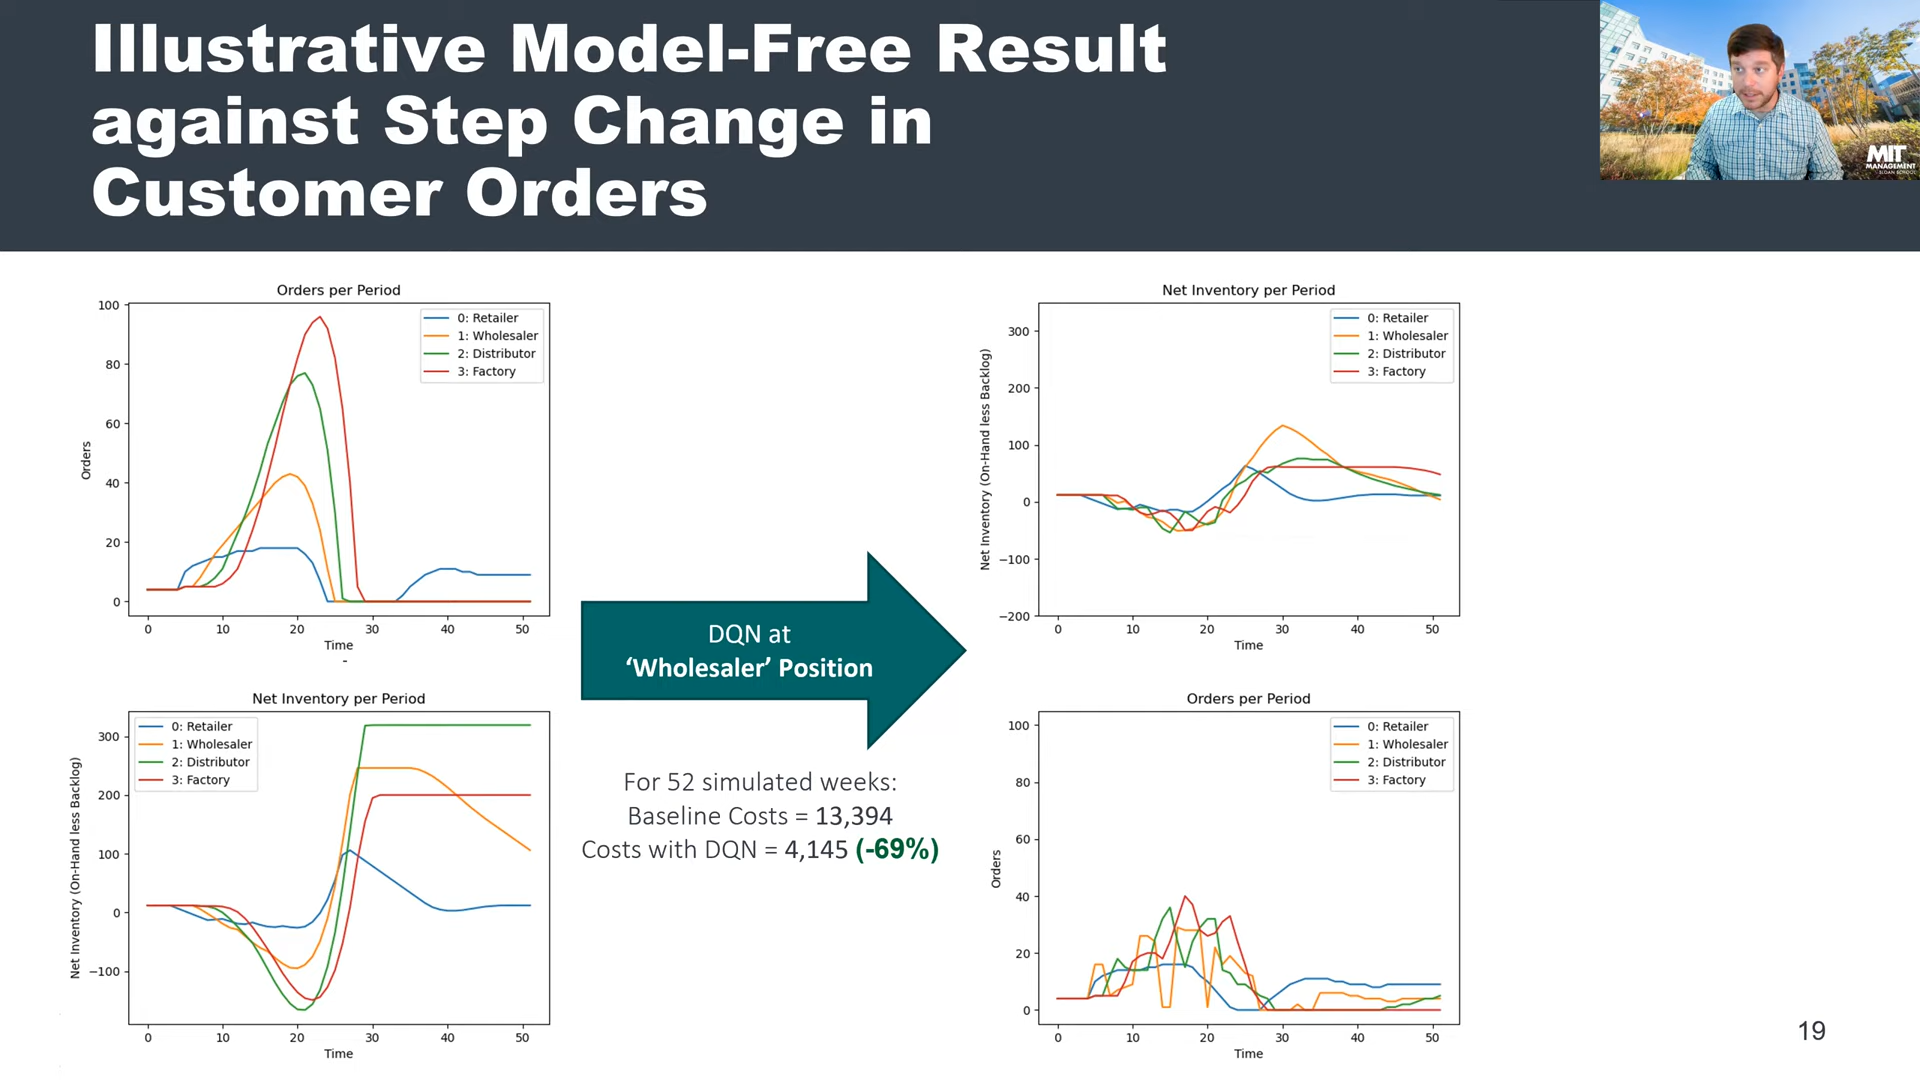 Illustrative Model-Free Result
against Step Change in
Customer Orders
MIT
MANAGEMENT
SLOAN SCHOOL
Orders per Period
100
80
60
40
20
0
Orders
0: Retailer
1: Wholesaler
2: Distributor
3: Factory
0 10 20 30 40 50
Time
-
Net Inventory per Period
300
200
100
0
−100
Net Inventory (On-Hand less Backlog)
0: Retailer
1: Wholesaler
2: Distributor
3: Factory
0 10 20 30 40 50
Time
DQN at
‘Wholesaler’ Position
For 52 simulated weeks:
Baseline Costs = 13,394
Costs with DQN = 4,145 (-69%)
Net Inventory per Period
300
200
100
0
−100
−200
Net Inventory (On-Hand less Backlog)
0: Retailer
1: Wholesaler
2: Distributor
3: Factory
0 10 20 30 40 50
Time
Orders per Period
100
80
60
40
20
0
Orders
0: Retailer
1: Wholesaler
2: Distributor
3: Factory
0 10 20 30 40 50
Time
19